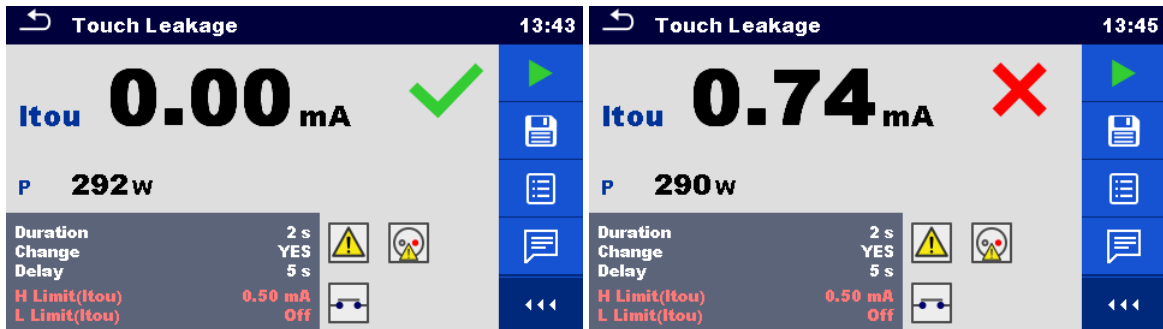 Touch Leakage 13:43
Itou 0.00 mA
P 292 W
Duration 2 s
Change YES
Delay 5 s
H Limit(Itou) 0.50 mA
L Limit(Itou) Off
Touch Leakage 13:45
Itou 0.74 mA
P 290 W
Duration 2 s
Change YES
Delay 5 s
H Limit(Itou) 0.50 mA
L Limit(Itou) Off